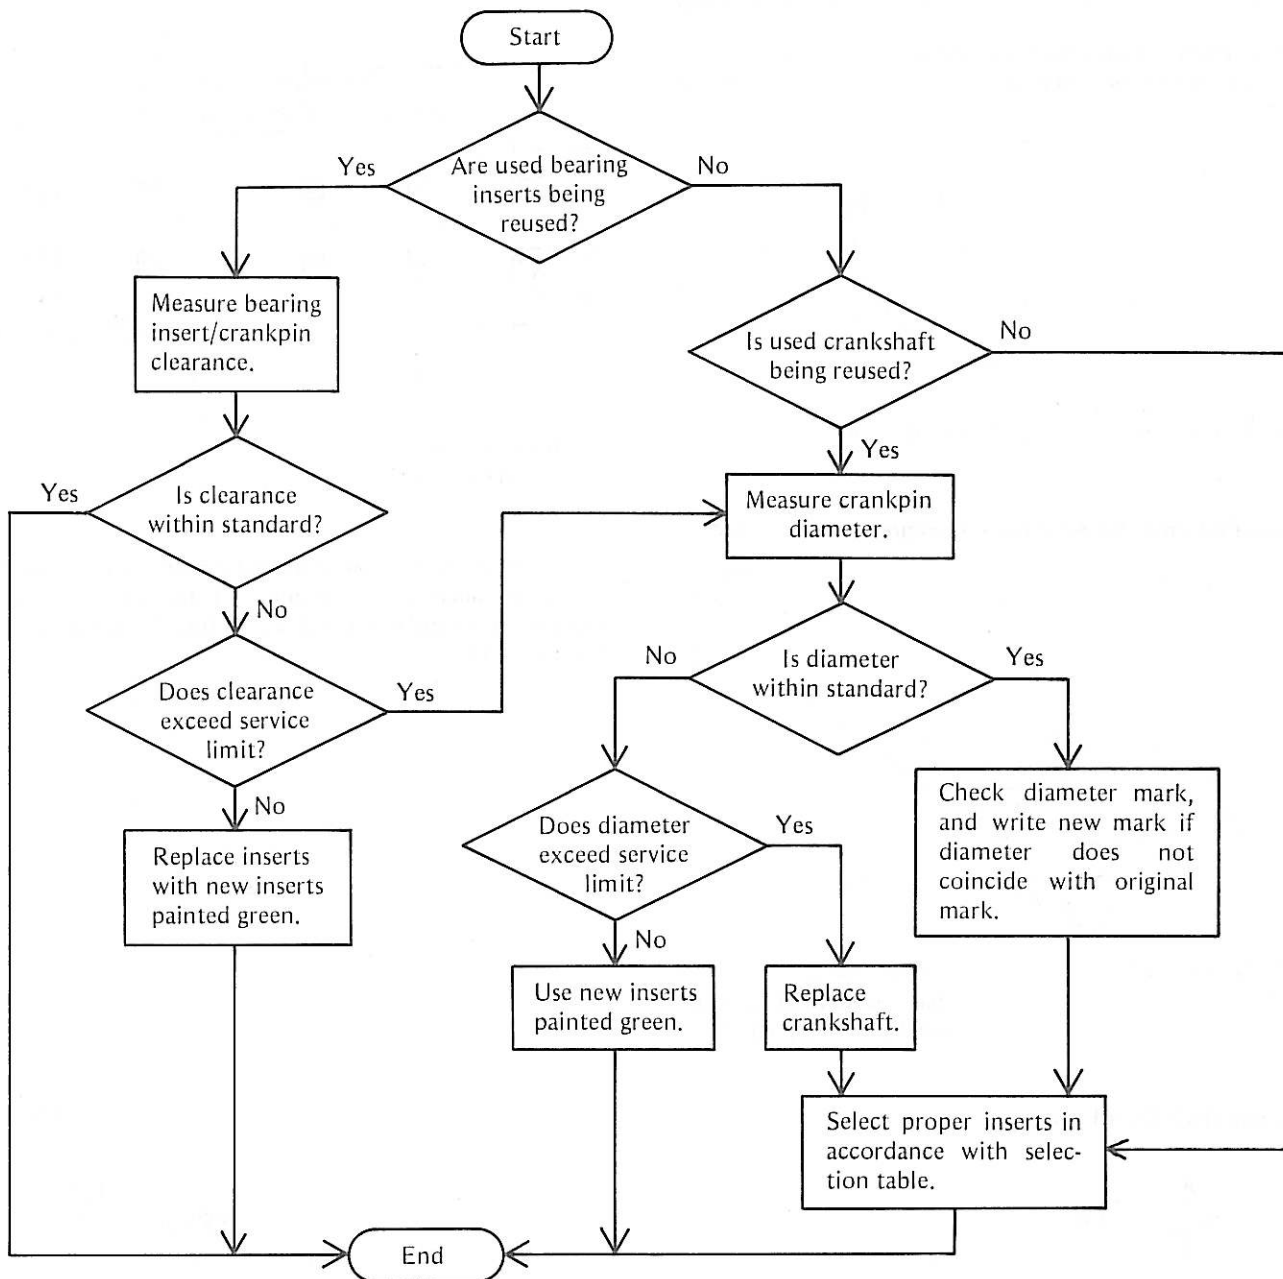 Start
Are used bearing
inserts being
reused?
Yes
No
Measure bearing
insert/crankpin
clearance.
Is used crankshaft
being reused?
No
Yes
Is clearance
within standard?
Yes
No
Measure crankpin
diameter.
Does clearance
exceed service
limit?
Yes
No
Is diameter
within standard?
No
Yes
Replace inserts
with new inserts
painted green.
Does diameter
exceed service
limit?
Yes
No
Check diameter mark,
and write new mark if
diameter does not
coincide with original
mark.
Use new inserts
painted green.
Replace
crankshaft.
Select proper inserts in
accordance with selec-
tion table.
End